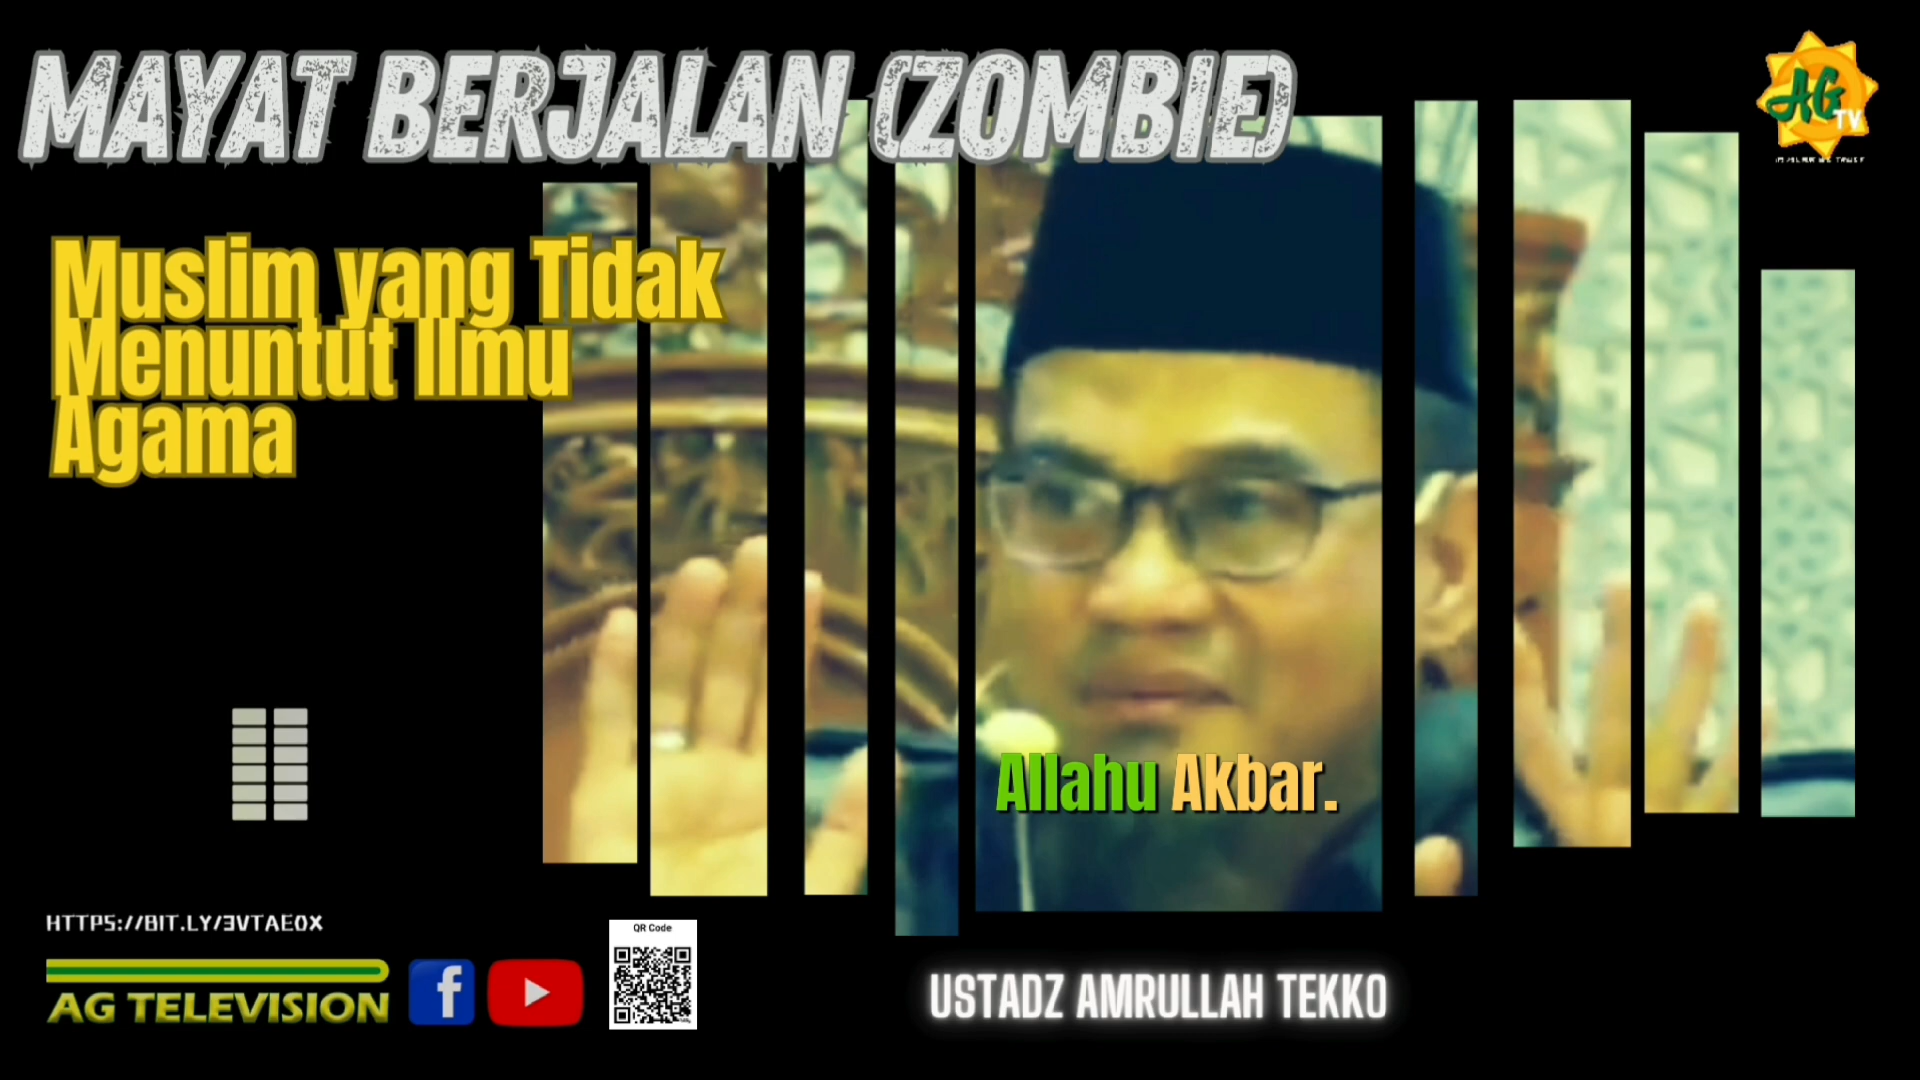 MAYAT BERJALAN (ZOMBIE)
AG
TV
Muslim yang Tidak
Menuntut Ilmu
Agama
Allahu Akbar.
HTTPS://BIT.LY/3VTAEOX
QR Code
AG TELEVISION
USTADZ AMRULLAH TEKKO